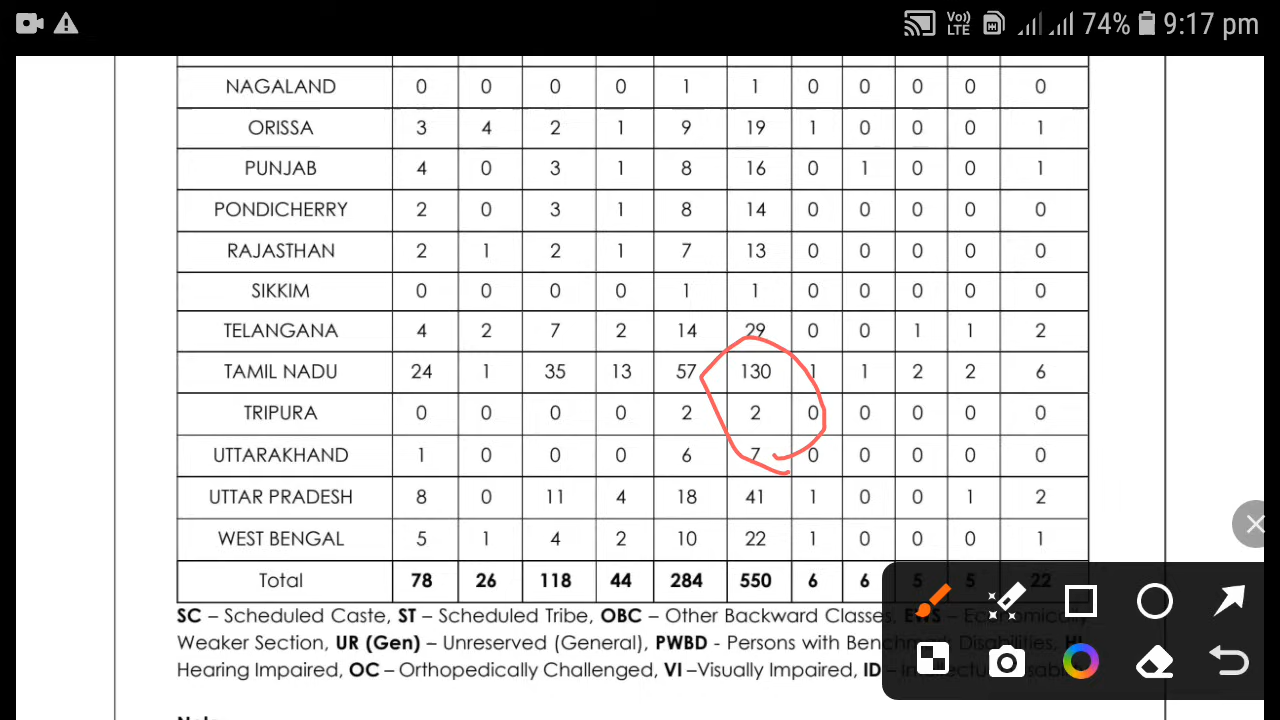 Vo)) LTE 74% 9:17 pm
NAGALAND 0 0 0 0 1 1 0 0 0 0 0
ORISSA 3 4 2 1 9 19 1 0 0 0 1
PUNJAB 4 0 3 1 8 16 0 1 0 0 1
PONDICHERRY 2 0 3 1 8 14 0 0 0 0 0
RAJASTHAN 2 1 2 1 7 13 0 0 0 0 0
SIKKIM 0 0 0 0 1 1 0 0 0 0 0
TELANGANA 4 2 7 2 14 29 0 0 1 1 2
TAMIL NADU 24 1 35 13 57 130 1 1 2 2 6
TRIPURA 0 0 0 0 2 2 0 0 0 0 0
UTTARAKHAND 1 0 0 0 6 7 0 0 0 0 0
UTTAR PRADESH 8 0 11 4 18 41 1 0 0 1 2
WEST BENGAL 5 1 4 2 10 22 1 0 0 0 1
Total 78 26 118 44 284 550 6 6 5 5 22
SC – Scheduled Caste, ST – Scheduled Tribe, OBC – Other Backward Classes, EWS – Economically
Weaker Section, UR (Gen) – Unreserved (General), PWBD - Persons with Benchmark Disabilities, HI
Hearing Impaired, OC – Orthopedically Challenged, VI –Visually Impaired, ID –